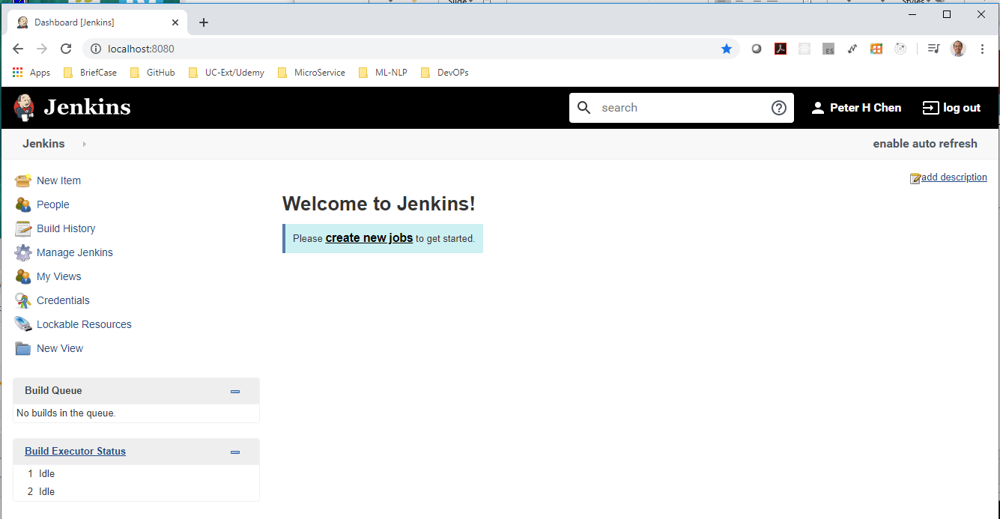 Slide
Styles
Dashboard [Jenkins]
localhost:8080
ES
Apps BriefCase GitHub UC-Ext/Udemy MicroService ML-NLP DevOPs
Jenkins search Peter H Chen log out
Jenkins enable auto refresh
add description
New Item
People
Build History
Manage Jenkins
My Views
Credentials
Lockable Resources
New View
Welcome to Jenkins!
Please create new jobs to get started.
Build Queue
No builds in the queue.
Build Executor Status
1 Idle
2 Idle